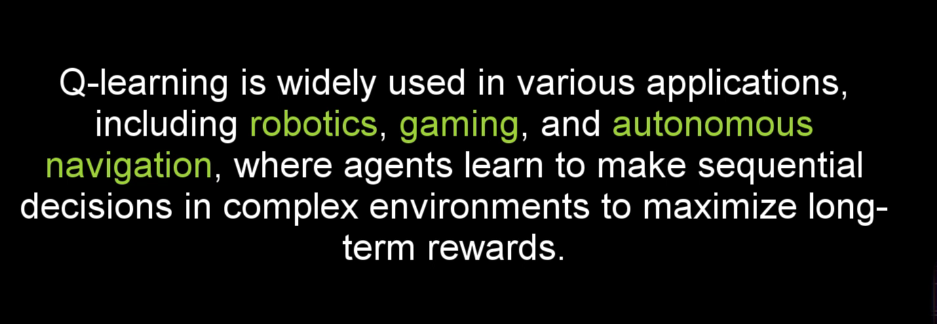 Q-learning is widely used in various applications,
including robotics, gaming, and autonomous
navigation, where agents learn to make sequential
decisions in complex environments to maximize long-
term rewards.